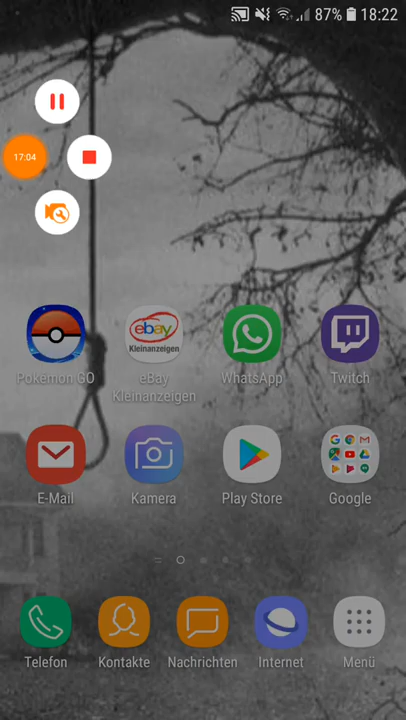 87% 18:22
17:04
ebay
Kleinanzeigen
Pokémon GO
eBay
Kleinanzeigen
WhatsApp
Twitch
E-Mail
Kamera
Play Store
Google
Telefon
Kontakte
Nachrichten
Internet
Menü